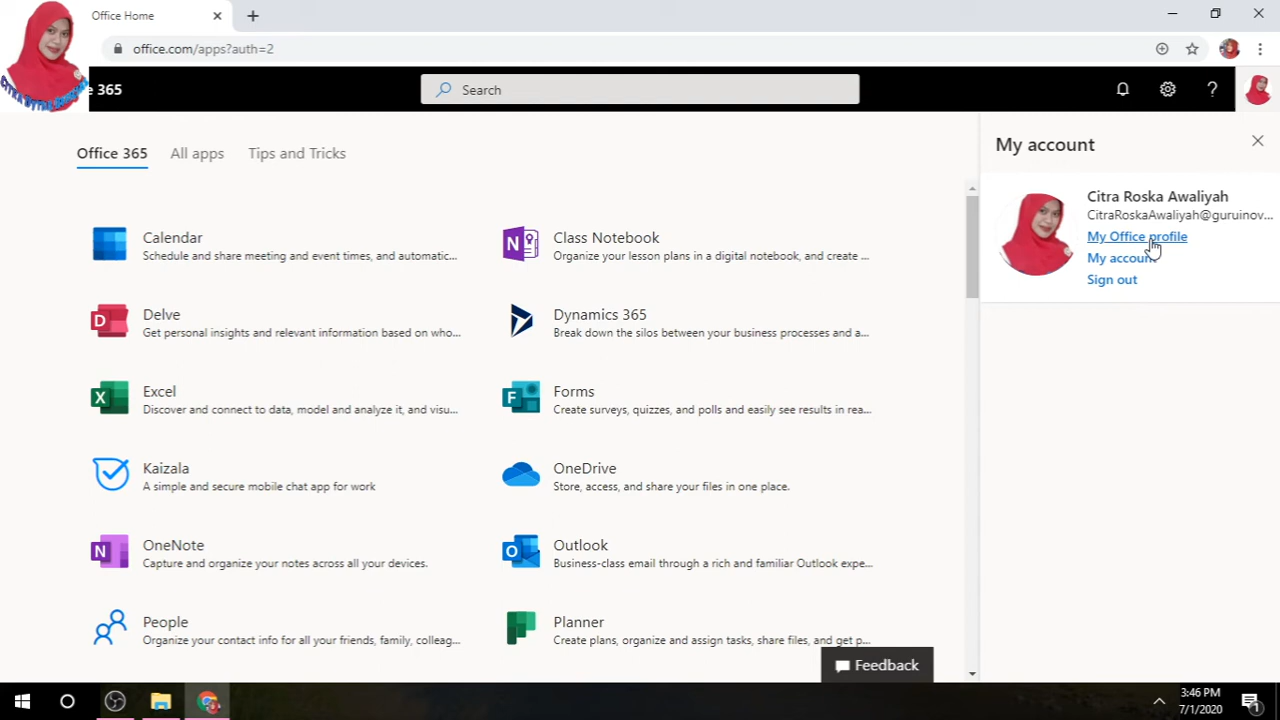 Office Home
office.com/apps?auth=2
e 365
Search
Office 365 All apps Tips and Tricks
My account
Citra Roska Awaliyah
CitraRoskaAwaliyah@guruinov...
My Office profile
My account
Sign out
Calendar
Schedule and share meeting and event times, and automatic...
Class Notebook
Organize your lesson plans in a digital notebook, and create ...
Delve
Get personal insights and relevant information based on who...
Dynamics 365
Break down the silos between your business processes and a...
Excel
Discover and connect to data, model and analyze it, and visu...
Forms
Create surveys, quizzes, and polls and easily see results in rea...
Kaizala
A simple and secure mobile chat app for work
OneDrive
Store, access, and share your files in one place.
OneNote
Capture and organize your notes across all your devices.
Outlook
Business-class email through a rich and familiar Outlook expe...
People
Organize your contact info for all your friends, family, colleag...
Planner
Create plans, organize and assign tasks, share files, and get p...
Feedback
3:46 PM
7/1/2020